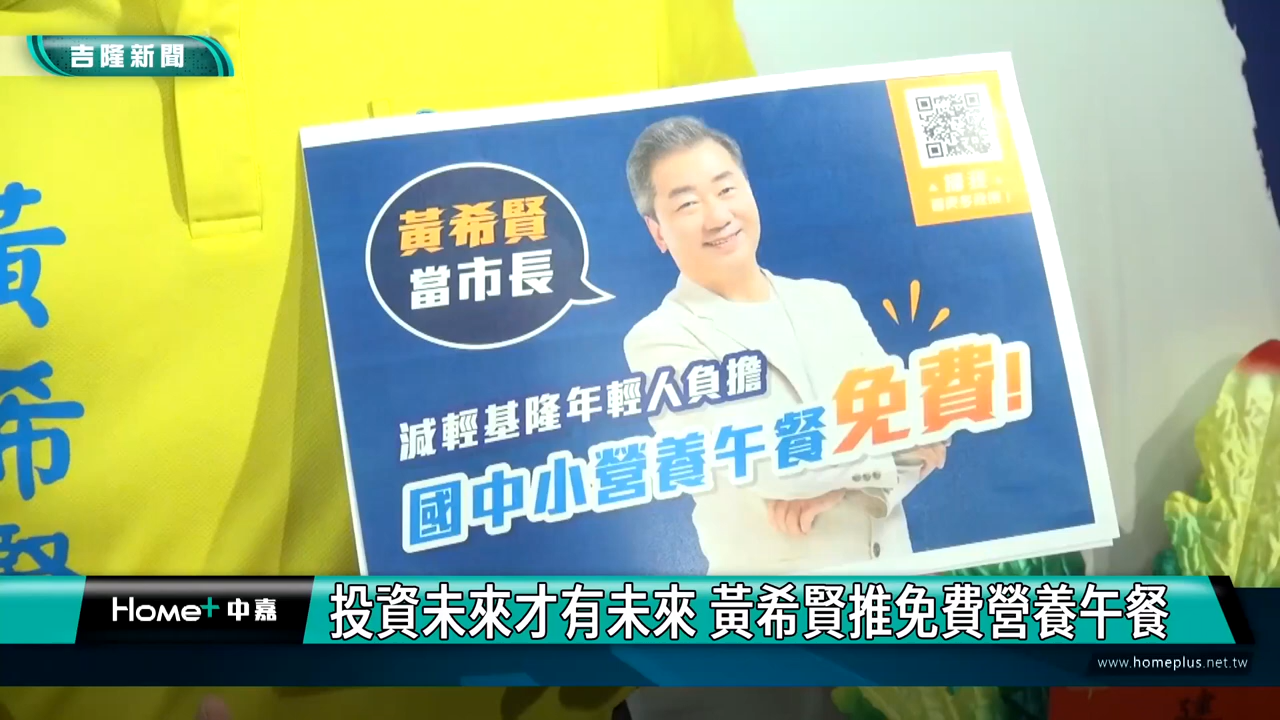 吉隆新聞
黃希賢
黃希賢
當市長
減輕基隆年輕人負擔
國中小營養午餐免費!
Home+中嘉
投資未來才有未來 黃希賢推免費營養午餐
www.homeplus.net.tw